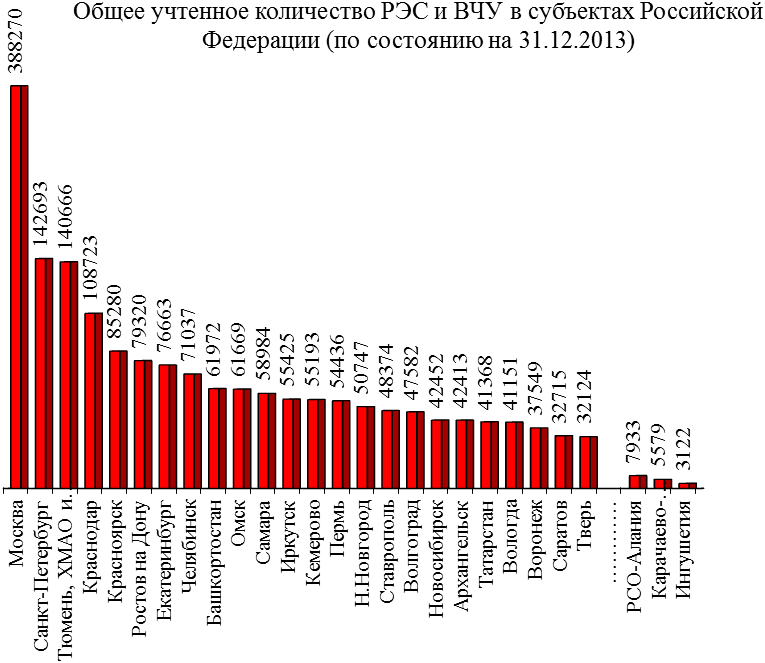 Общее учтенное количество РЭС и ВЧУ в субъектах Российской
Федерации (по состоянию на 31.12.2013)
388270
142693
140666
108723
85280
79320
76663
71037
61972
61669
58984
55425
55193
54436
50747
48374
47582
42452
42413
41368
41151
37549
32715
32124
7933
5579
3122
Москва
Санкт-Петербург
Тюмень, ХМАО и..
Краснодар
Красноярск
Ростов на Дону
Екатеринбург
Челябинск
Башкортостан
Омск
Самара
Иркутск
Кемерово
Пермь
Н.Новгород
Ставрополь
Волгоград
Новосибирск
Архангельск
Татарстан
Вологда
Воронеж
Саратов
Тверь
…………
РСО-Алания
Карачаево-..
Ингушетия